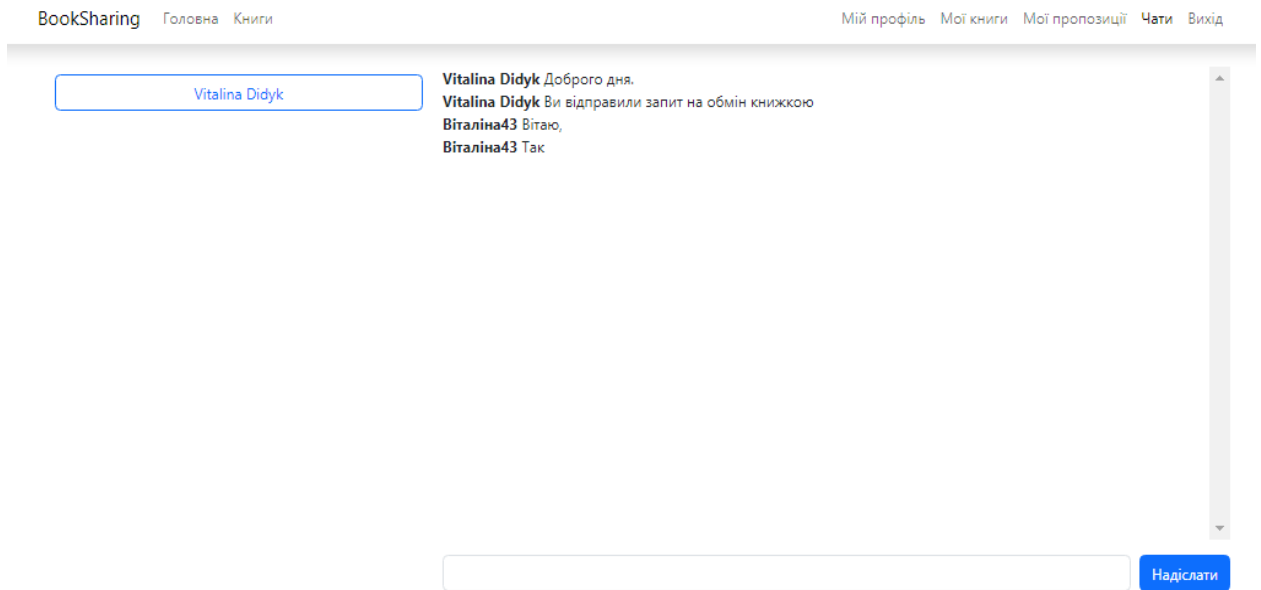 BookSharing Головна Книги Мій профіль Мої книги Мої пропозиції Чати Вихід
Vitalina Didyk
Vitalina Didyk Доброго дня.
Vitalina Didyk Ви відправили запит на обмін книжкою
Віталіна43 Вітаю,
Віталіна43 Так
Надіслати